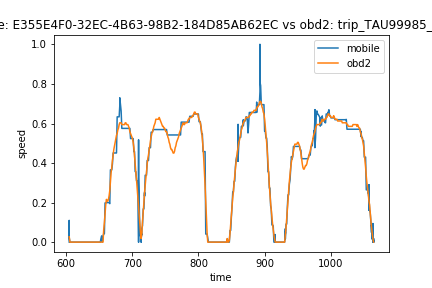 e: E355E4F0-32EC-4B63-98B2-184D85AB62EC vs obd2: trip_TAU99985_
mobile
obd2
1.0
0.8
0.6
0.4
0.2
0.0
speed
600 700 800 900 1000
time